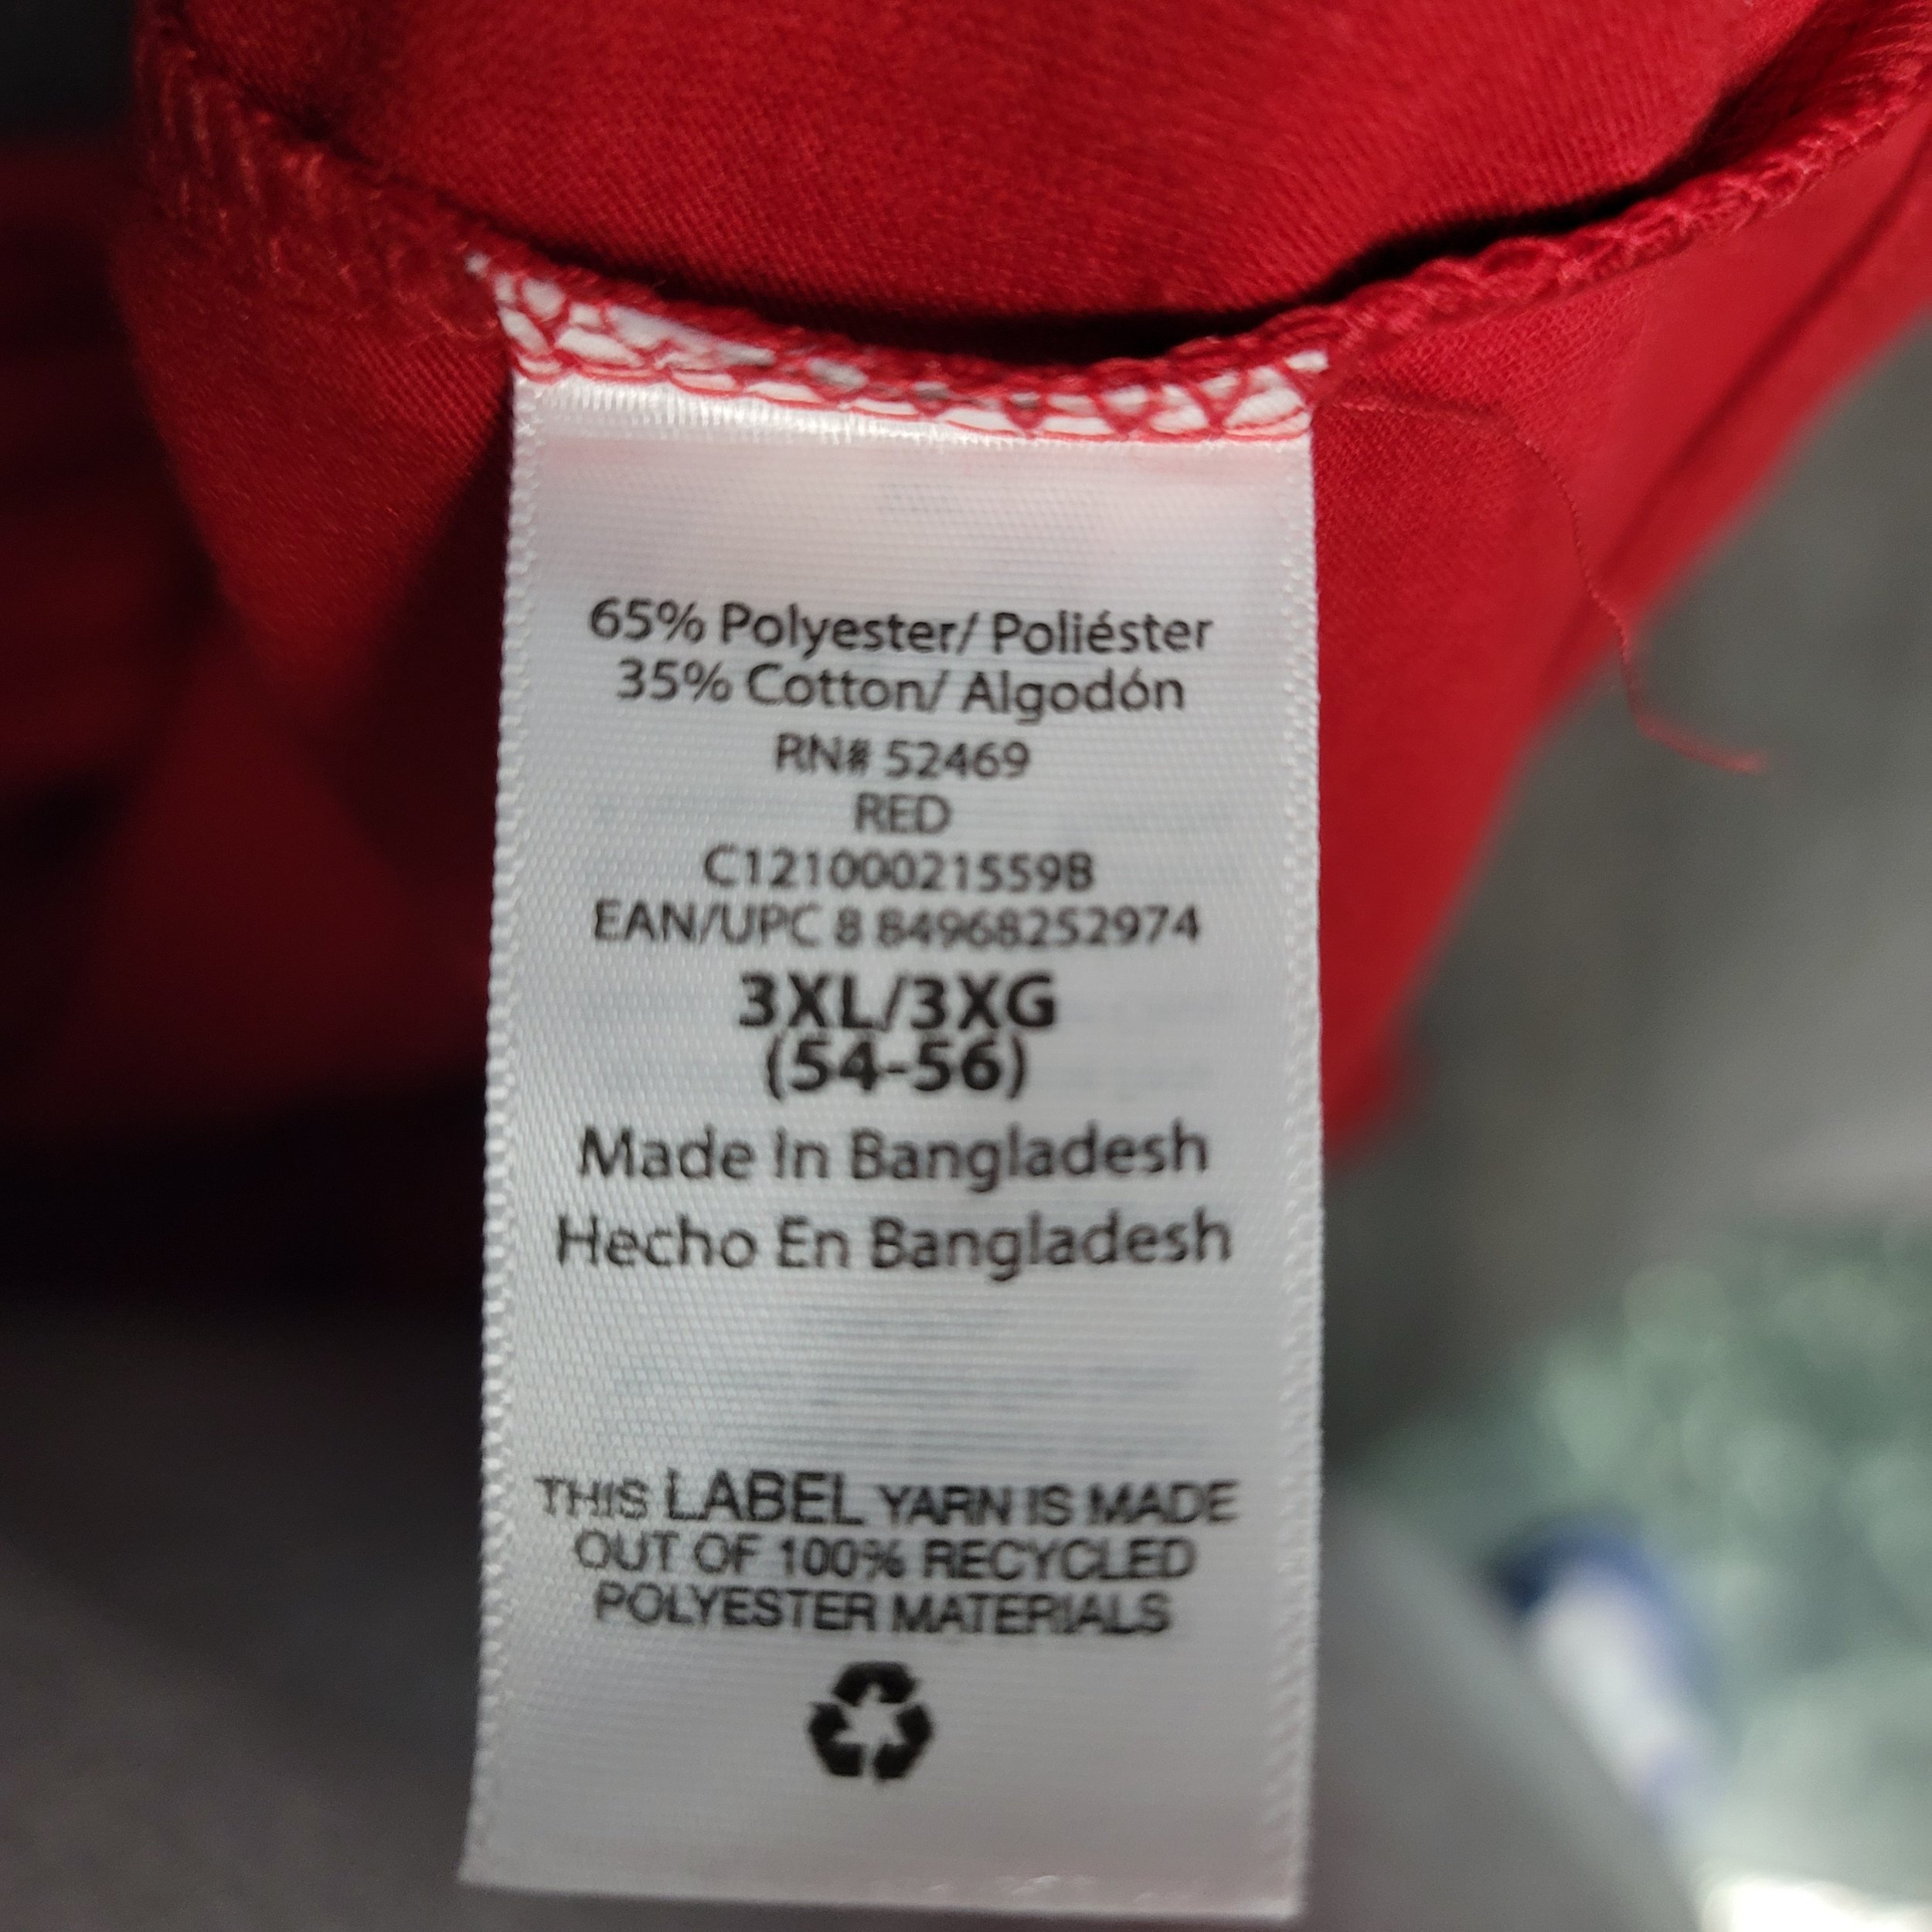 65% Polyester/ Poliéster
35% Cotton/ Algodón
RN# 52469
RED
C12100021559B
EAN/UPC 8 84968252974
3XL/3XG
(54-56)
Made In Bangladesh
Hecho En Bangladesh
THIS LABEL YARN IS MADE
OUT OF 100% RECYCLED
POLYESTER MATERIALS